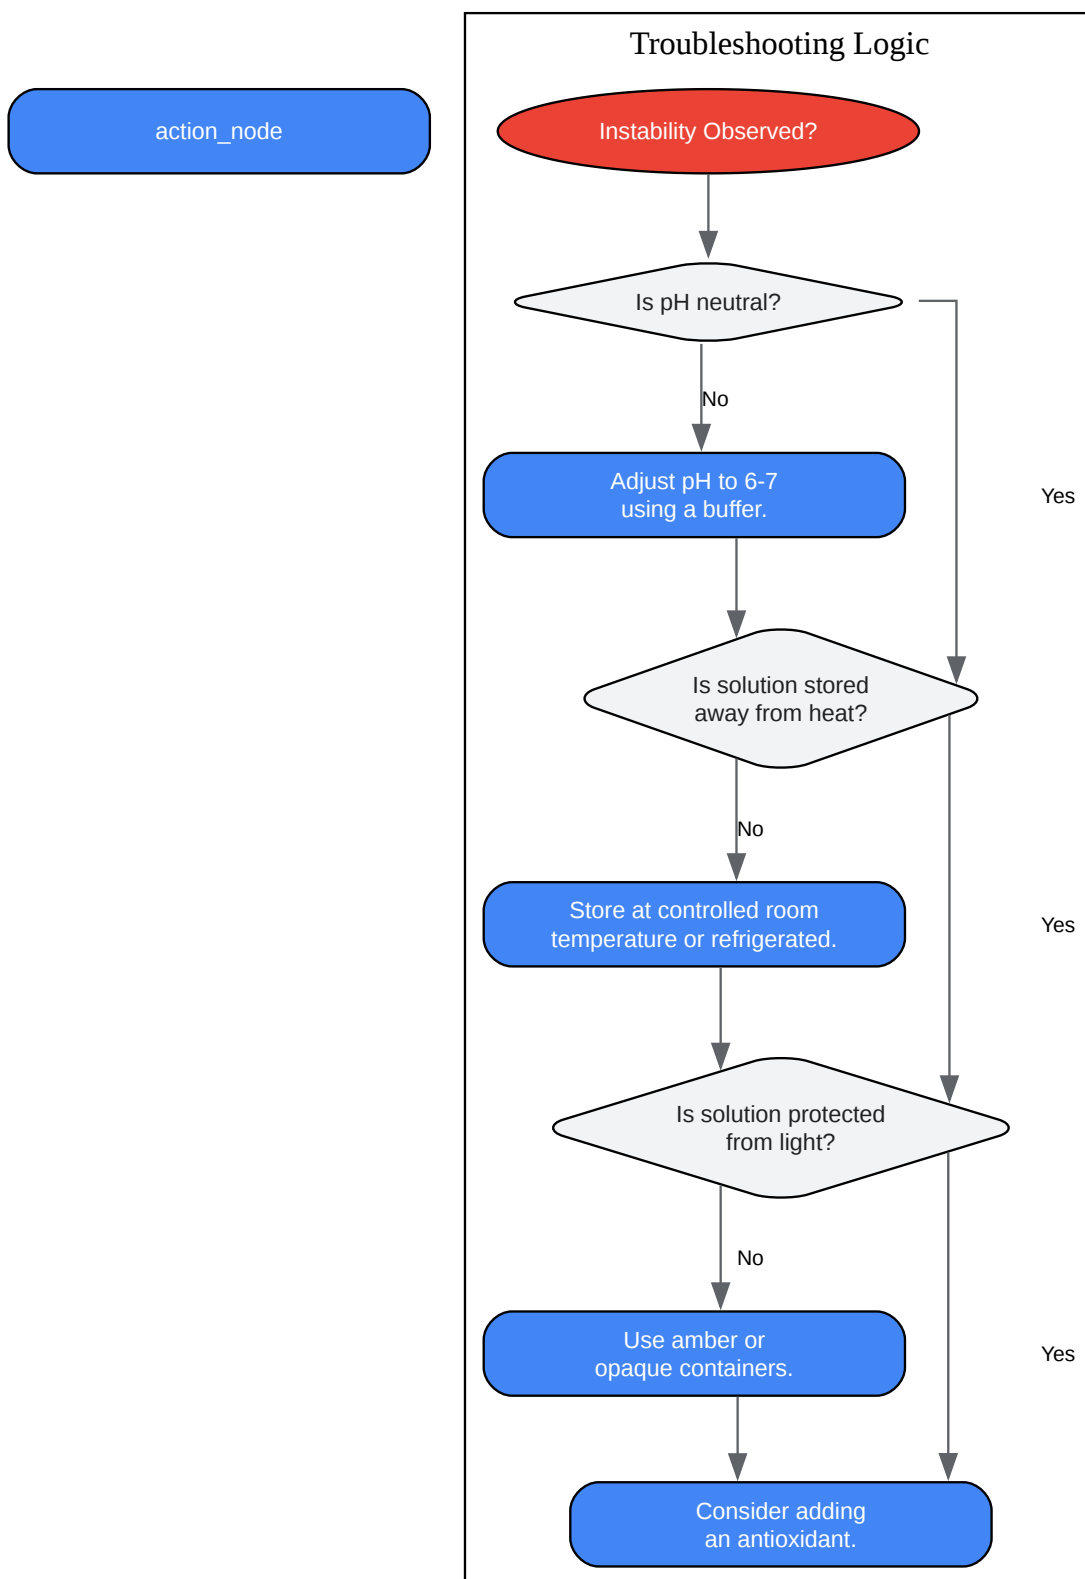 Troubleshooting Logic
action_node
Instability Observed?
Is pH neutral?
No
Adjust pH to 6-7
using a buffer.
Yes
Is solution stored
away from heat?
No
Store at controlled room
temperature or refrigerated.
Yes
Is solution protected
from light?
No
Use amber or
opaque containers.
Yes
Consider adding
an antioxidant.